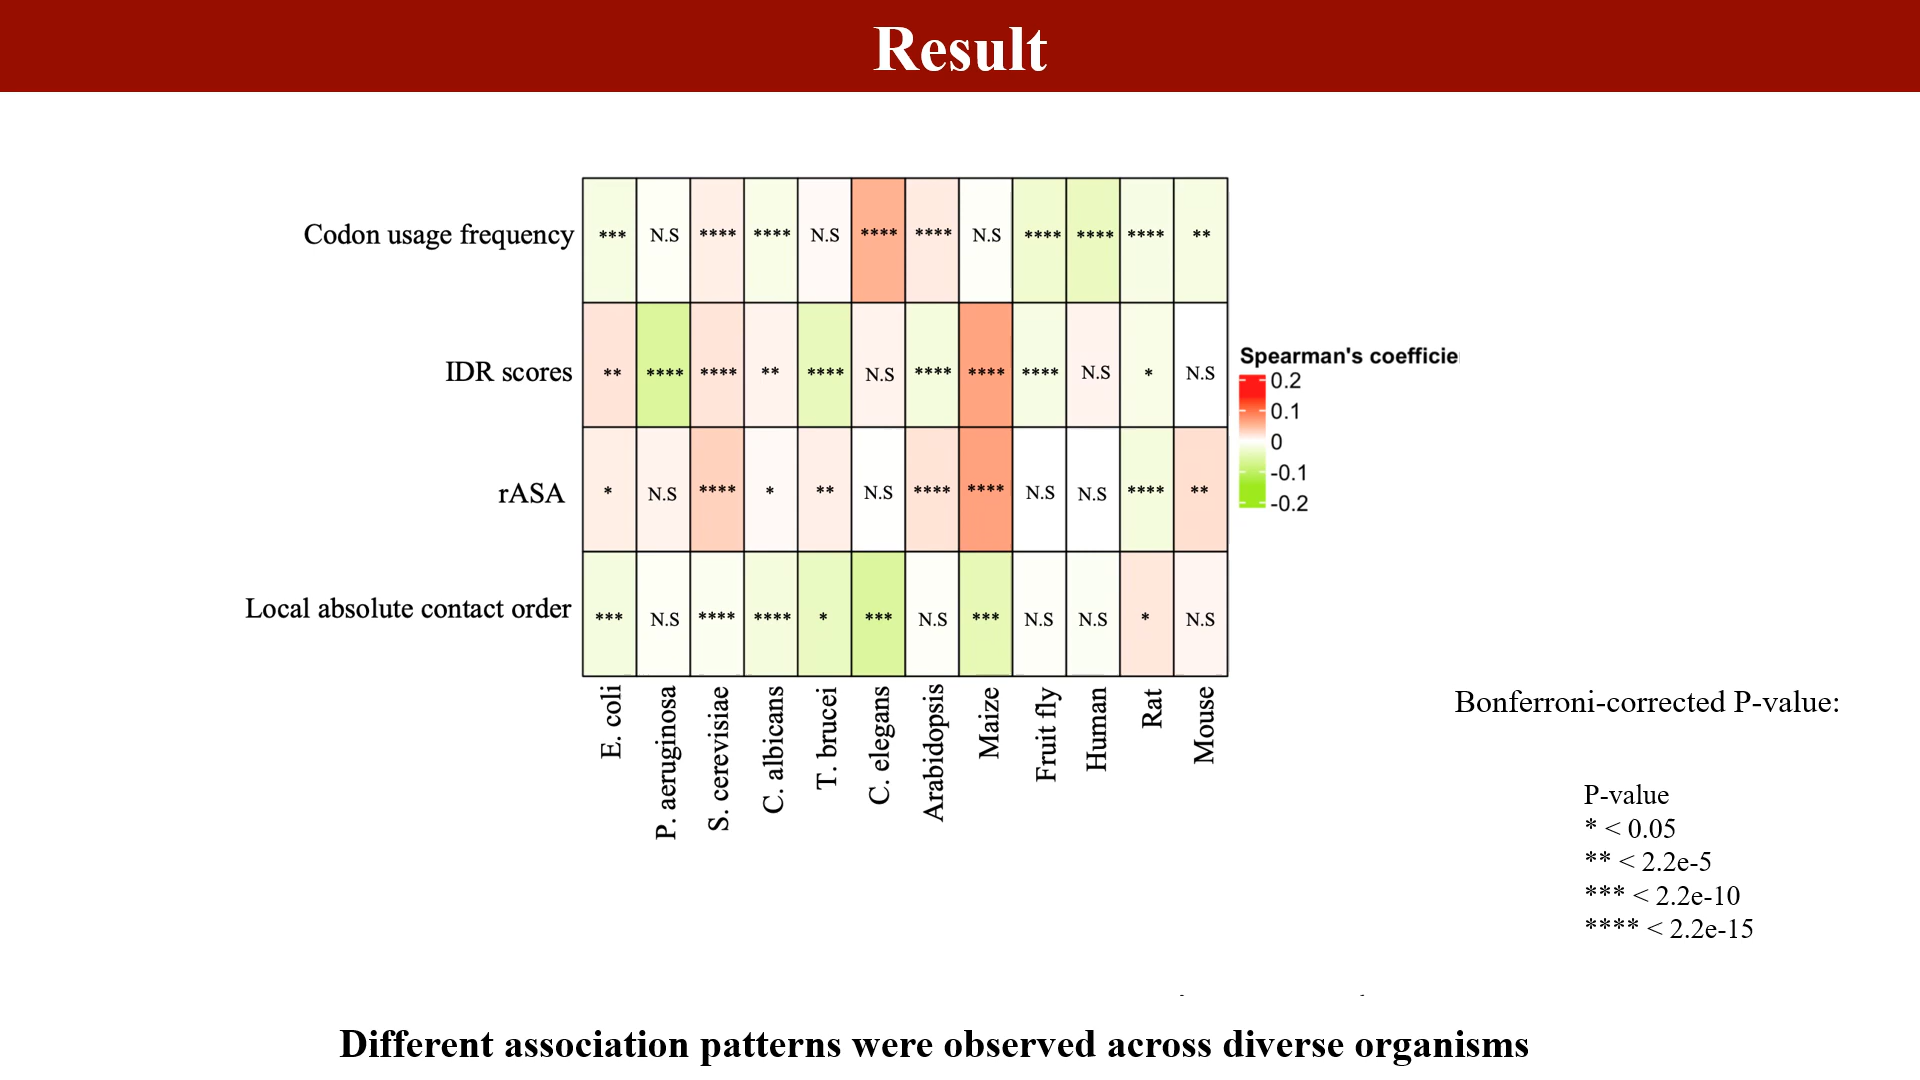 Result
Codon usage frequency *** N.S **** **** N.S **** **** N.S **** **** **** **
IDR scores ** **** **** ** **** N.S **** **** **** N.S * N.S
rASA * N.S **** * ** N.S **** **** N.S N.S **** **
Local absolute contact order *** N.S **** **** * *** N.S *** N.S N.S * N.S
E. coli
P. aeruginosa
S. cerevisiae
C. albicans
T. brucei
C. elegans
Arabidopsis
Maize
Fruit fly
Human
Rat
Mouse
Spearman's coefficie
0.2
0.1
0
-0.1
-0.2
Bonferroni-corrected P-value:
P-value
* < 0.05
** < 2.2e-5
*** < 2.2e-10
**** < 2.2e-15
Different association patterns were observed across diverse organisms